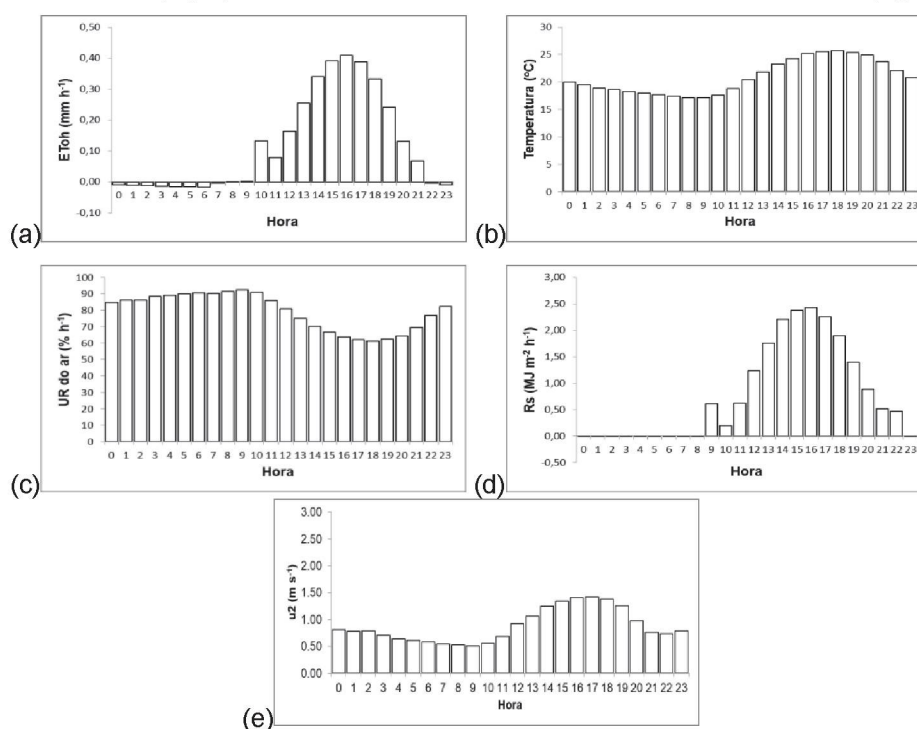 0,50
0,40
0,30
0,20
0,10
0,00
-0,10
EToh (mm h⁻¹)
0 1 2 3 4 5 6 7 8 9 10 11 12 13 14 15 16 17 18 19 20 21 22 23
Hora
(a)
30
25
20
15
10
5
0
Temperatura (°C)
0 1 2 3 4 5 6 7 8 9 10 11 12 13 14 15 16 17 18 19 20 21 22 23
Hora
(b)
100
90
80
70
60
50
40
30
20
10
0
UR do ar (% h⁻¹)
0 1 2 3 4 5 6 7 8 9 10 11 12 13 14 15 16 17 18 19 20 21 22 23
Hora
(c)
3,00
2,50
2,00
1,50
1,00
0,50
0,00
-0,50
Rs (MJ m⁻² h⁻¹)
0 1 2 3 4 5 6 7 8 9 10 11 12 13 14 15 16 17 18 19 20 21 22 23
Hora
(d)
3.00
2.50
2.00
1.50
1.00
0.50
0.00
u2 (m s⁻¹)
0 1 2 3 4 5 6 7 8 9 10 11 12 13 14 15 16 17 18 19 20 21 22 23
Hora
(e)